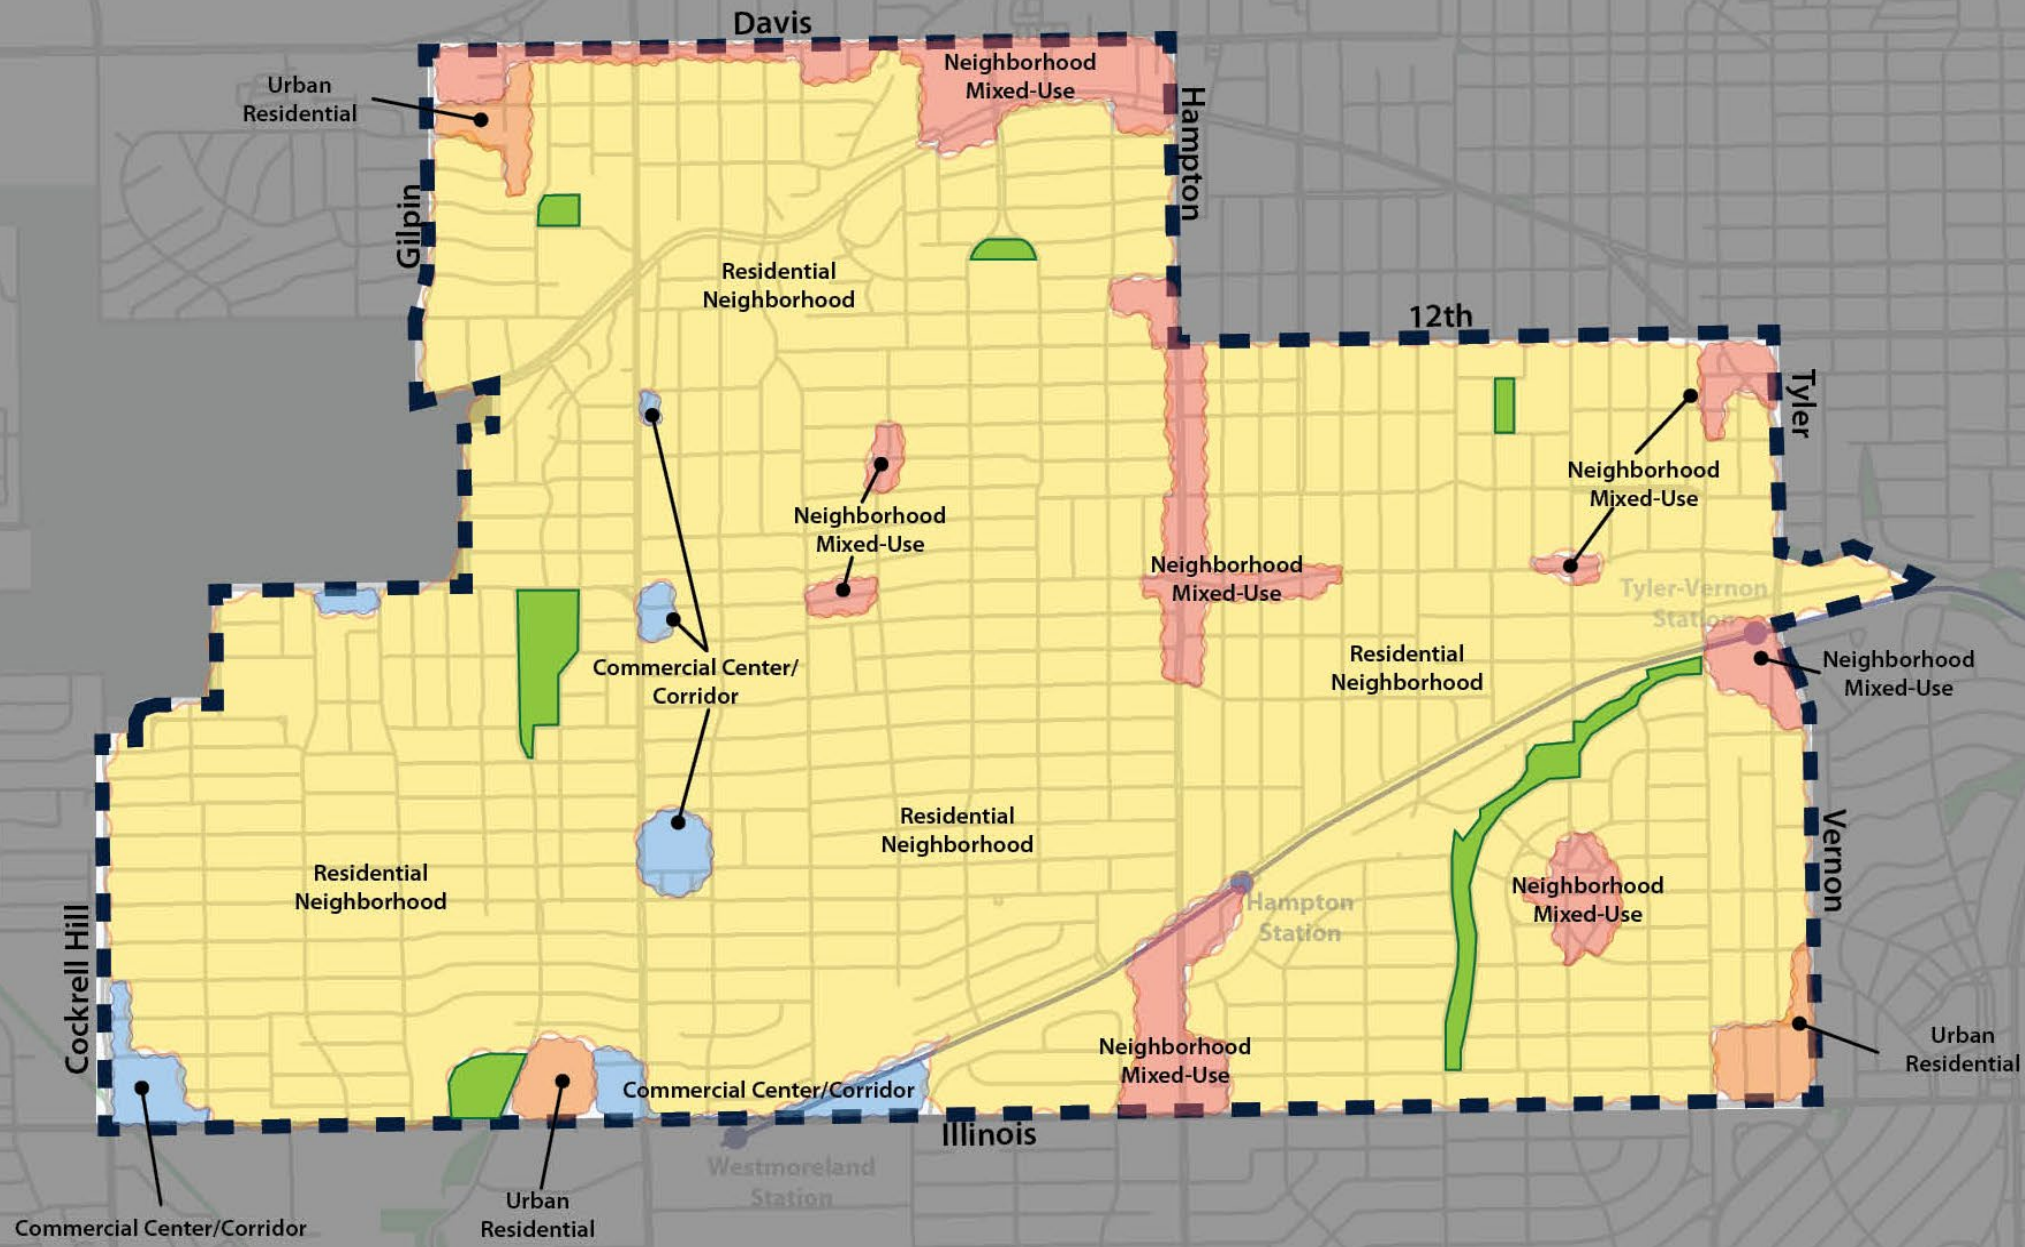 Davis
Urban
Residential
Neighborhood
Mixed-Use
Hampton
Gilpin
Residential
Neighborhood
12th
Tyler
Neighborhood
Mixed-Use
Neighborhood
Mixed-Use
Neighborhood
Mixed-Use
Tyler-Vernon
Station
Commercial Center/
Corridor
Residential
Neighborhood
Neighborhood
Mixed-Use
Residential
Neighborhood
Residential
Neighborhood
Neighborhood
Mixed-Use
Vernon
Hampton
Station
Cockrell Hill
Neighborhood
Mixed-Use
Urban
Residential
Commercial Center/Corridor
Illinois
Westmoreland
Station
Urban
Residential
Commercial Center/Corridor